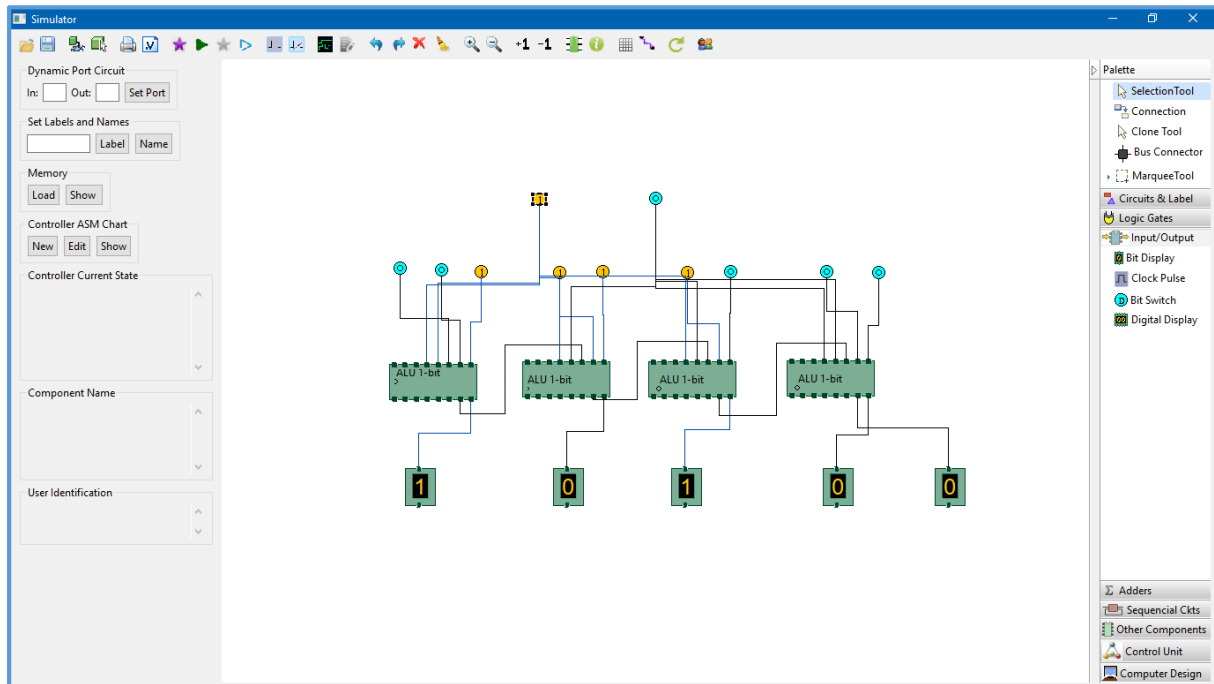 Simulator
+1 -1
Dynamic Port Circuit
In: Out: Set Port
Set Labels and Names
Label Name
Memory
Load Show
Controller ASM Chart
New Edit Show
Controller Current State
Component Name
User Identification
1
1 1 1 1
ALU 1-bit ALU 1-bit ALU 1-bit ALU 1-bit
1 0 1 0 0
Palette
SelectionTool
Connection
Clone Tool
Bus Connector
MarqueeTool
Circuits & Label
Logic Gates
Input/Output
Bit Display
Clock Pulse
Bit Switch
Digital Display
Σ Adders
Sequencial Ckts
Other Components
Control Unit
Computer Design